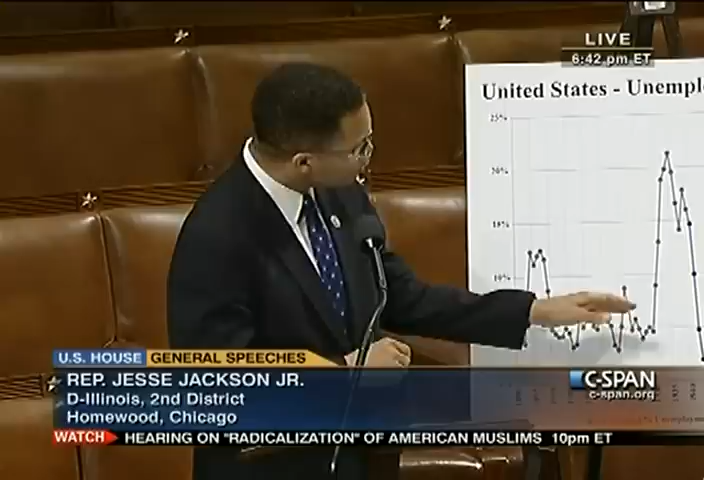 LIVE
6:42 pm ET
United States - Unempl
25%
20%
15%
10%
U.S. HOUSE GENERAL SPEECHES
REP. JESSE JACKSON JR.
D-Illinois, 2nd District
Homewood, Chicago
C-SPAN
c-span.org
WATCH HEARING ON "RADICALIZATION" OF AMERICAN MUSLIMS 10pm ET